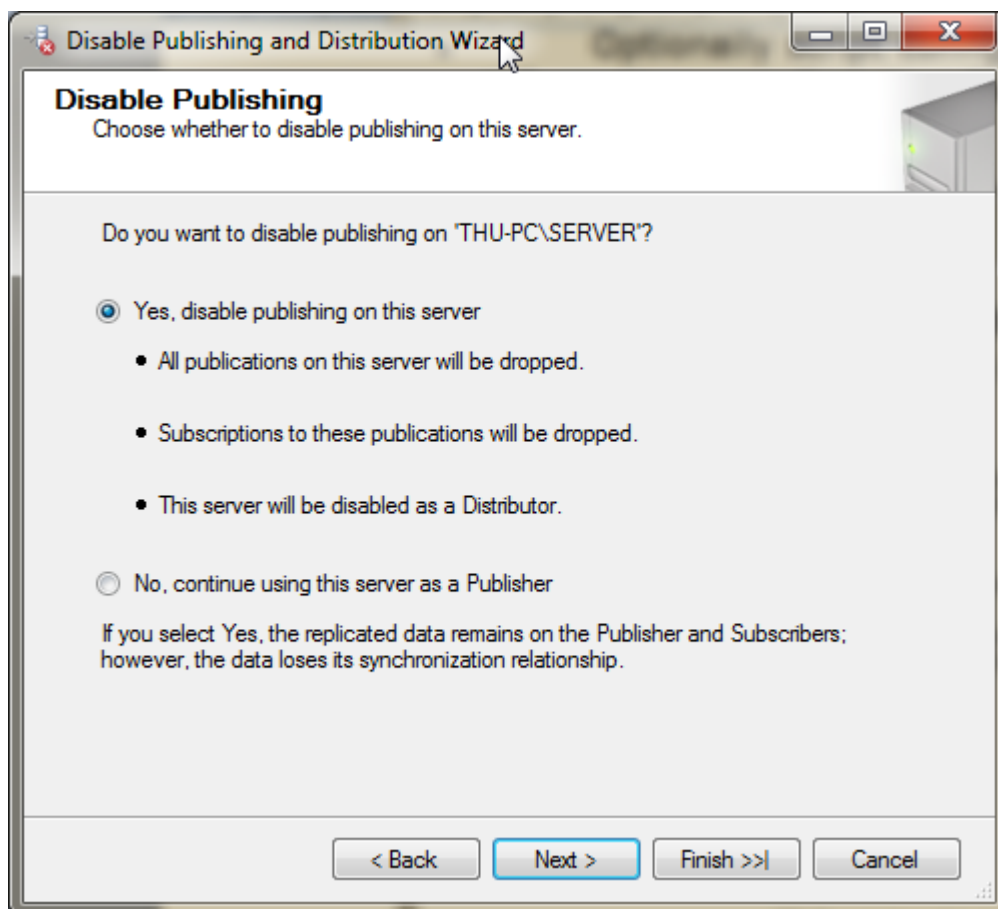 Disable Publishing and Distribution Wizard
Optionally
Disable Publishing
Choose whether to disable publishing on this server.
Do you want to disable publishing on "THU-PC\SERVER"?
Yes, disable publishing on this server
• All publications on this server will be dropped.
• Subscriptions to these publications will be dropped.
• This server will be disabled as a Distributor.
No, continue using this server as a Publisher
If you select Yes, the replicated data remains on the Publisher and Subscribers;
however, the data loses its synchronization relationship.
< Back Next > Finish >>| Cancel